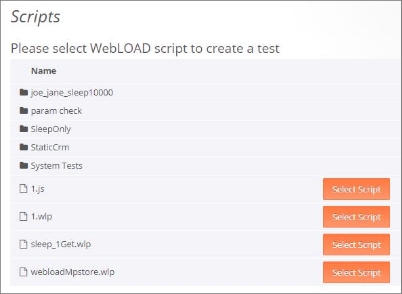 Scripts
Please select WebLOAD script to create a test
Name
joe_jane_sleep10000
param check
SleepOnly
StaticCrm
System Tests
1.js Select Script
1.wlp Select Script
sleep_1Get.wlp Select Script
webloadMpstore.wlp Select Script